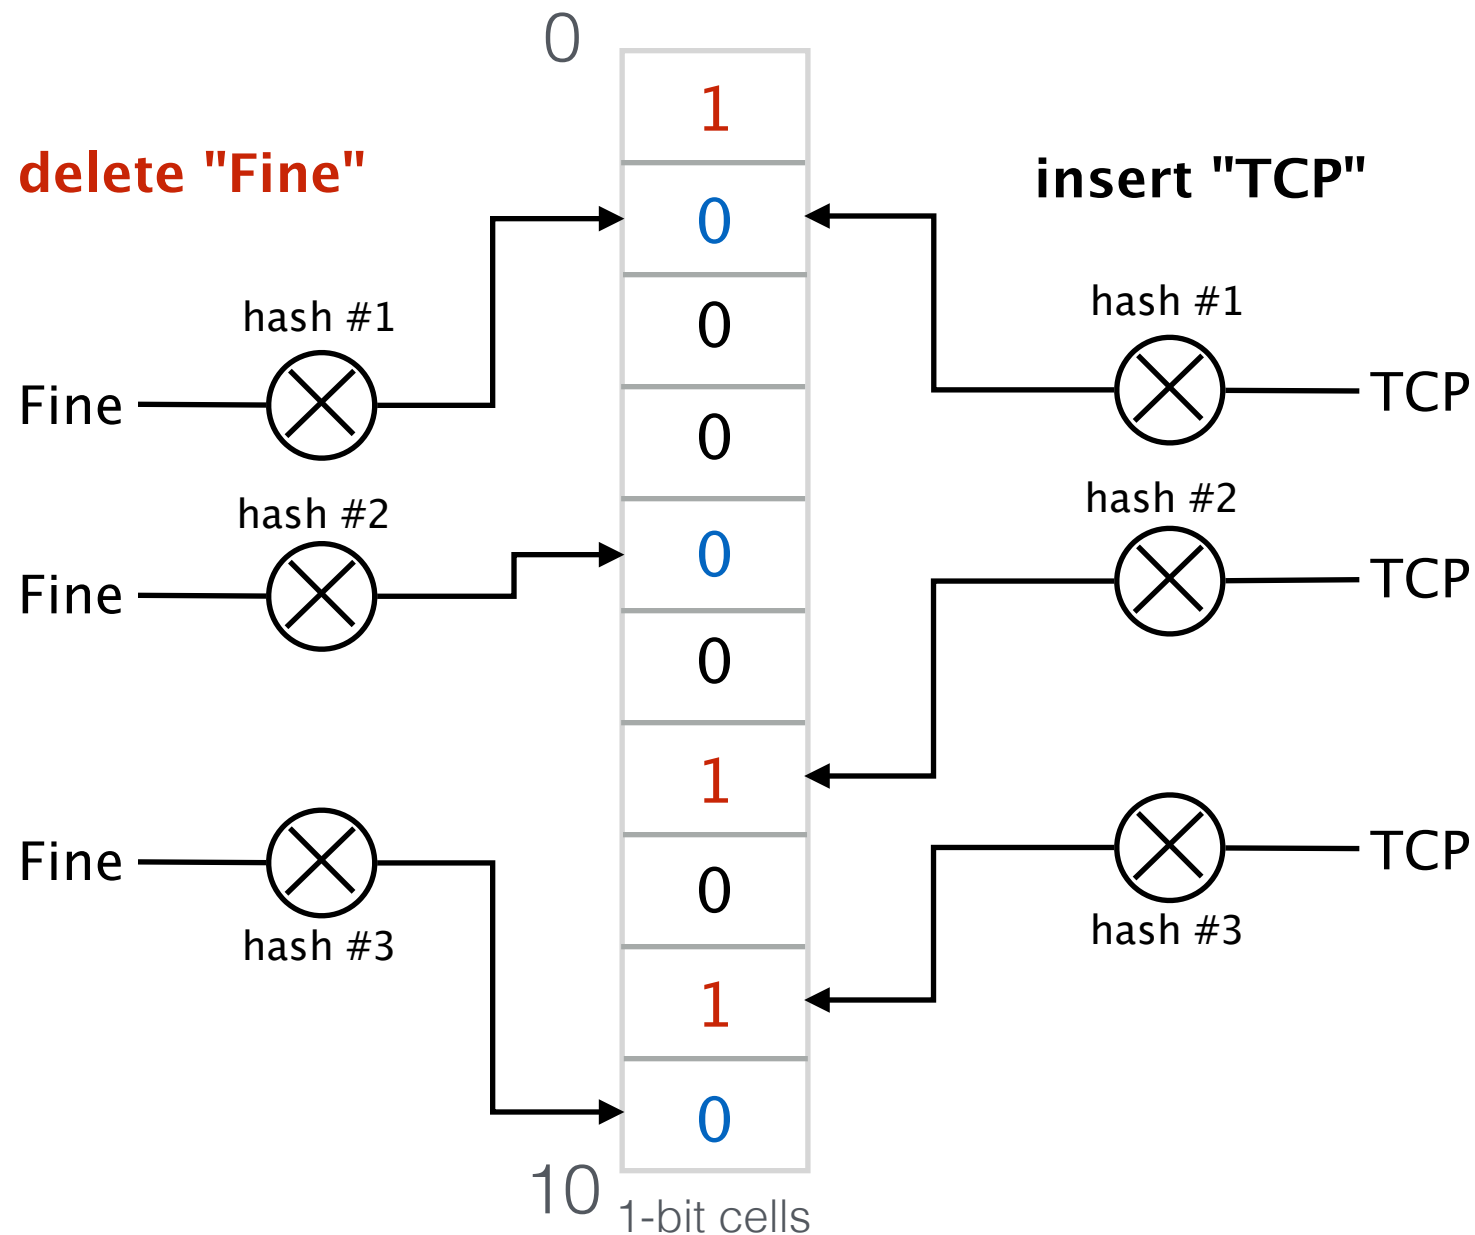 0
1
delete "Fine"
insert "TCP"
0
hash #1
hash #1
0
Fine
TCP
0
hash #2
hash #2
0
Fine
TCP
0
1
Fine
TCP
0
hash #3
hash #3
1
0
10
1-bit cells